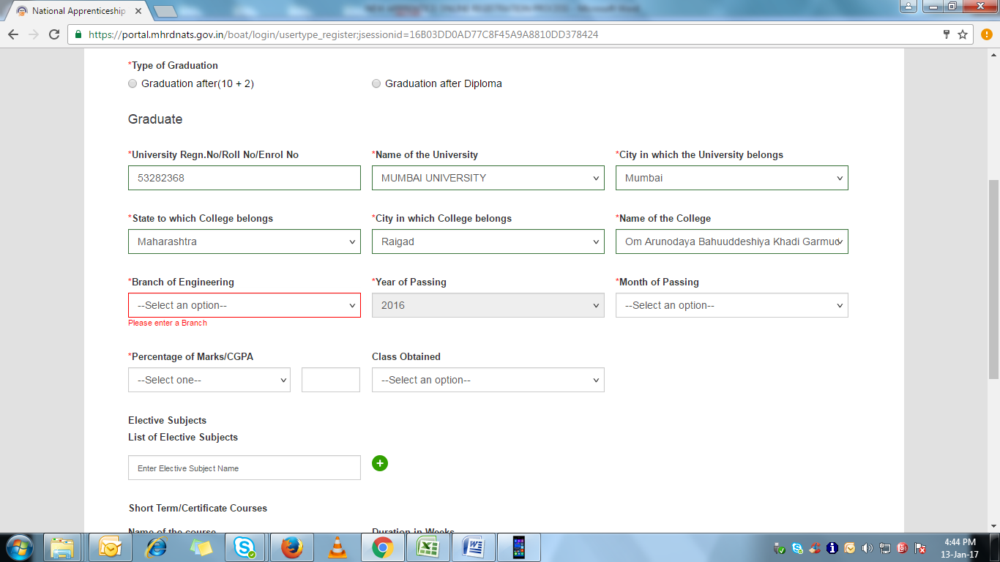 National Apprenticeship
https://portal.mhrdnats.gov.in/boat/login/usertype_register;jsessionid=16B03DD0AD77C8F45A9A8810DD378424
*Type of Graduation
Graduation after(10 + 2) Graduation after Diploma
Graduate
*University Regn.No/Roll No/Enrol No *Name of the University *City in which the University belongs
53282368 MUMBAI UNIVERSITY Mumbai
*State to which College belongs *City in which College belongs *Name of the College
Maharashtra Raigad Om Arunodaya Bahuuddeshiya Khadi Garmud
*Branch of Engineering *Year of Passing *Month of Passing
--Select an option-- 2016 --Select an option--
Please enter a Branch
*Percentage of Marks/CGPA Class Obtained
--Select one-- --Select an option--
Elective Subjects
List of Elective Subjects
Enter Elective Subject Name
Short Term/Certificate Courses
Name of the course Duration in Weeks
4:44 PM
13-Jan-17